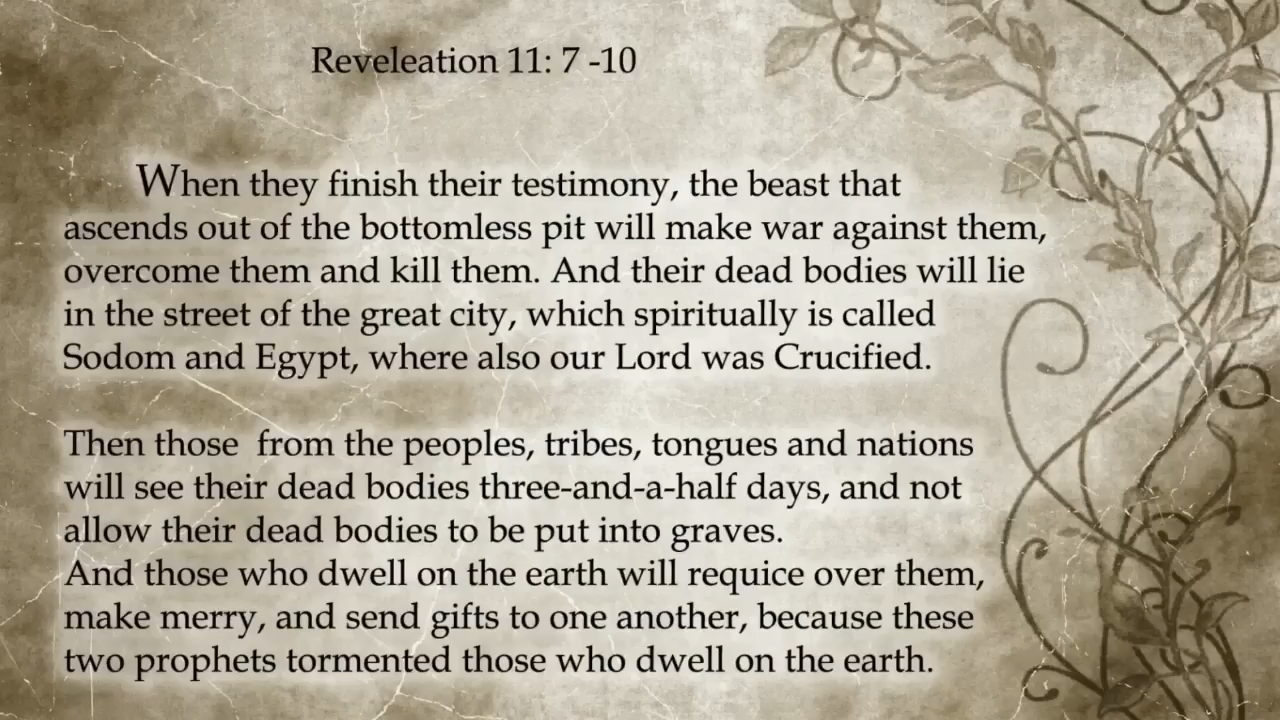 Reveleation 11: 7 -10
When they finish their testimony, the beast that
ascends out of the bottomless pit will make war against them,
overcome them and kill them. And their dead bodies will lie
in the street of the great city, which spiritually is called
Sodom and Egypt, where also our Lord was Crucified.
Then those  from the peoples, tribes, tongues and nations
will see their dead bodies three-and-a-half days, and not
allow their dead bodies to be put into graves.
And those who dwell on the earth will requice over them,
make merry, and send gifts to one another, because these
two prophets tormented those who dwell on the earth.